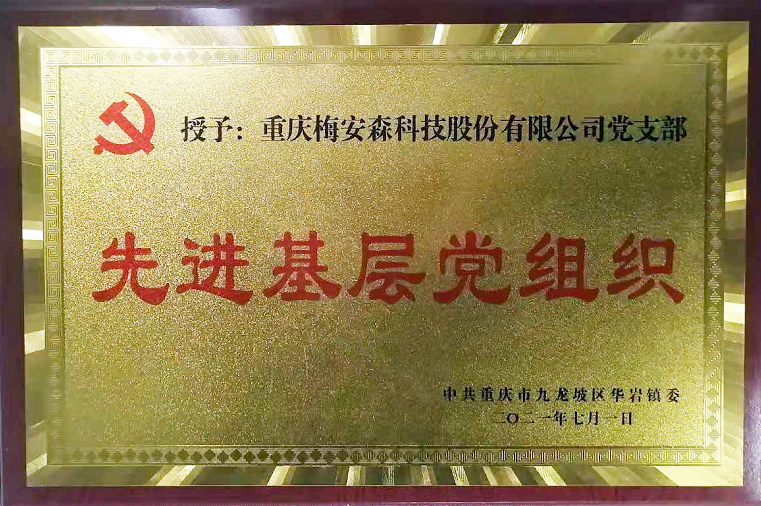 授予：重庆梅安森科技股份有限公司党支部
先进基层党组织
中共重庆市九龙坡区华岩镇委
二〇二一年七月一日